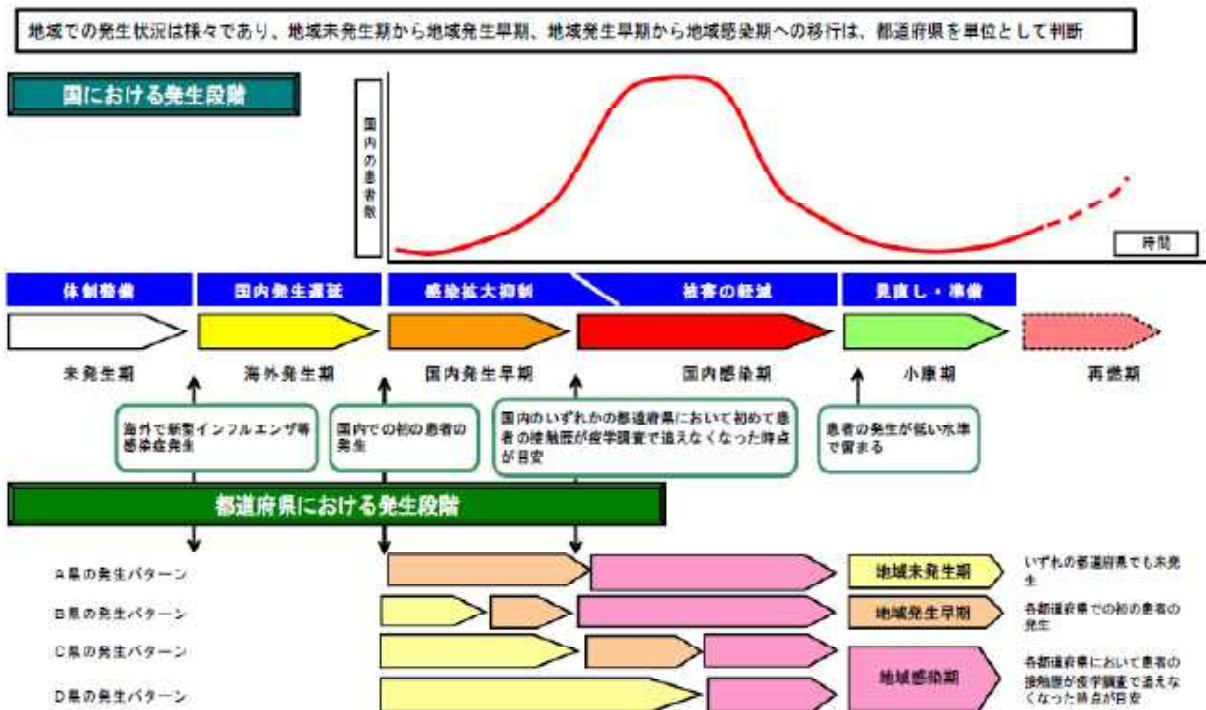 地域での発生状況は様々であり、地域未発生期から地域発生早期、地域発生早期から地域感染期への移行は、都道府県を単位として判断
国における発生段階
国内の患者数
時間
体制整備
国内発生遅延
感染拡大抑制
被害の軽減
見直し・準備
未発生期
海外発生期
国内発生早期
国内感染期
小康期
再燃期
海外で新型インフルエンザ等
感染症発生
国内での初の患者の
発生
国内のいずれかの都道府県において初めて患
者の接触歴が疫学調査で追えなくなった時点
が目安
患者の発生が低い水準
で留まる
都道府県における発生段階
A県の発生パターン
B県の発生パターン
C県の発生パターン
D県の発生パターン
地域未発生期
いずれの都道府県でも未発
生
地域発生早期
各都道府県での初の患者の
発生
地域感染期
各都道府県において患者の
接触歴が疫学調査で追えな
くなった時点が目安